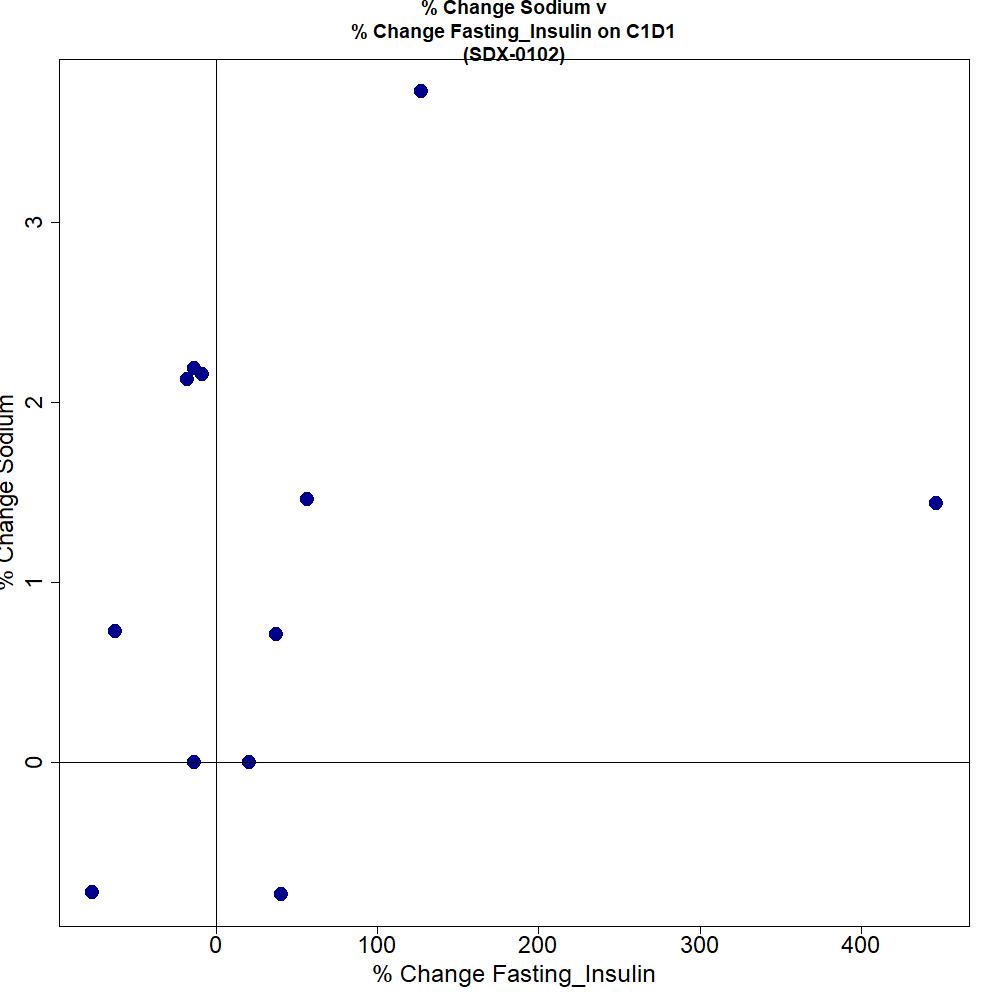 % Change Sodium v
% Change Fasting_Insulin on C1D1
(SDX-0102)
% Change Sodium
3
2
1
0
0 100 200 300 400
% Change Fasting_Insulin